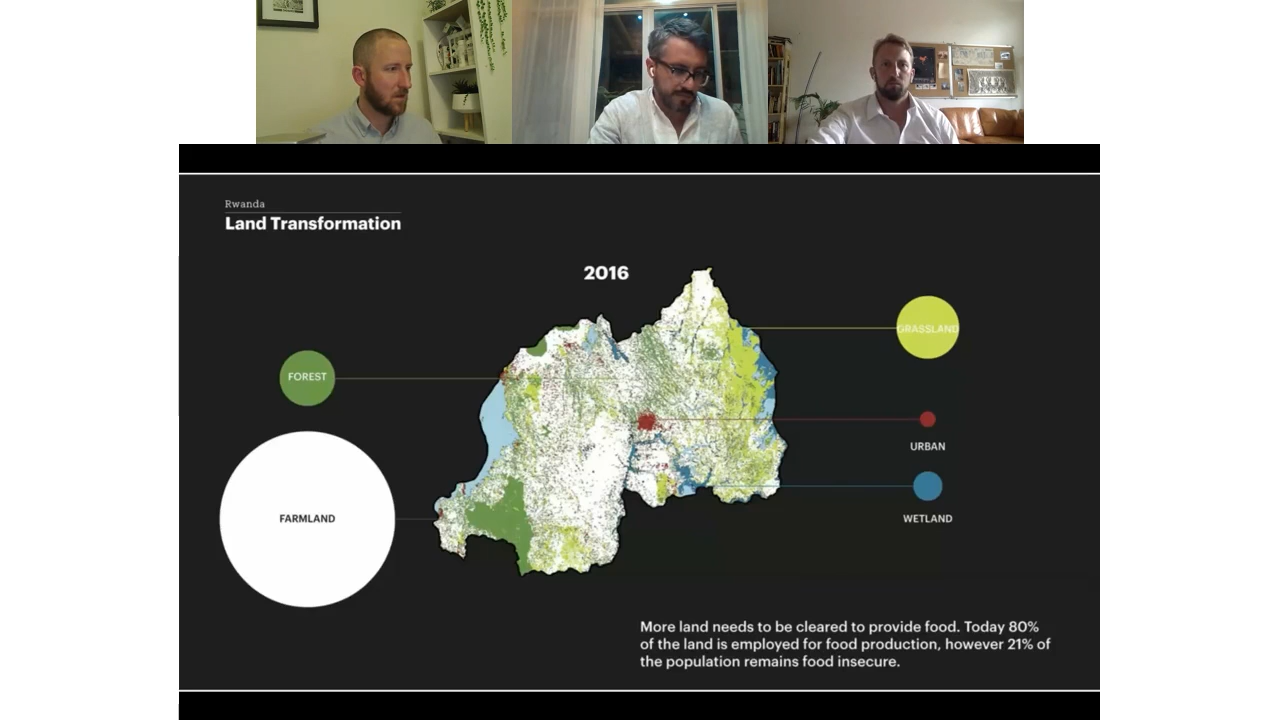 Rwanda
Land Transformation
2016
GRASSLAND
FOREST
URBAN
WETLAND
FARMLAND
More land needs to be cleared to provide food. Today 80%
of the land is employed for food production, however 21% of
the population remains food insecure.